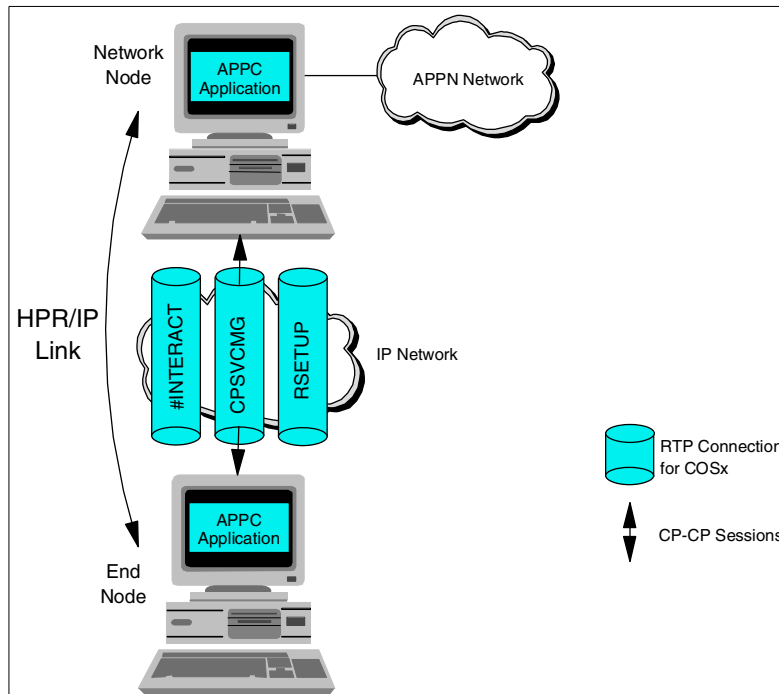 Network
Node
APPC
Application
APPN Network
HPR/IP
Link
#INTERACT
CPSVCMG
RSETUP
IP Network
RTP Connection
for COSx
CP-CP Sessions
APPC
Application
End
Node